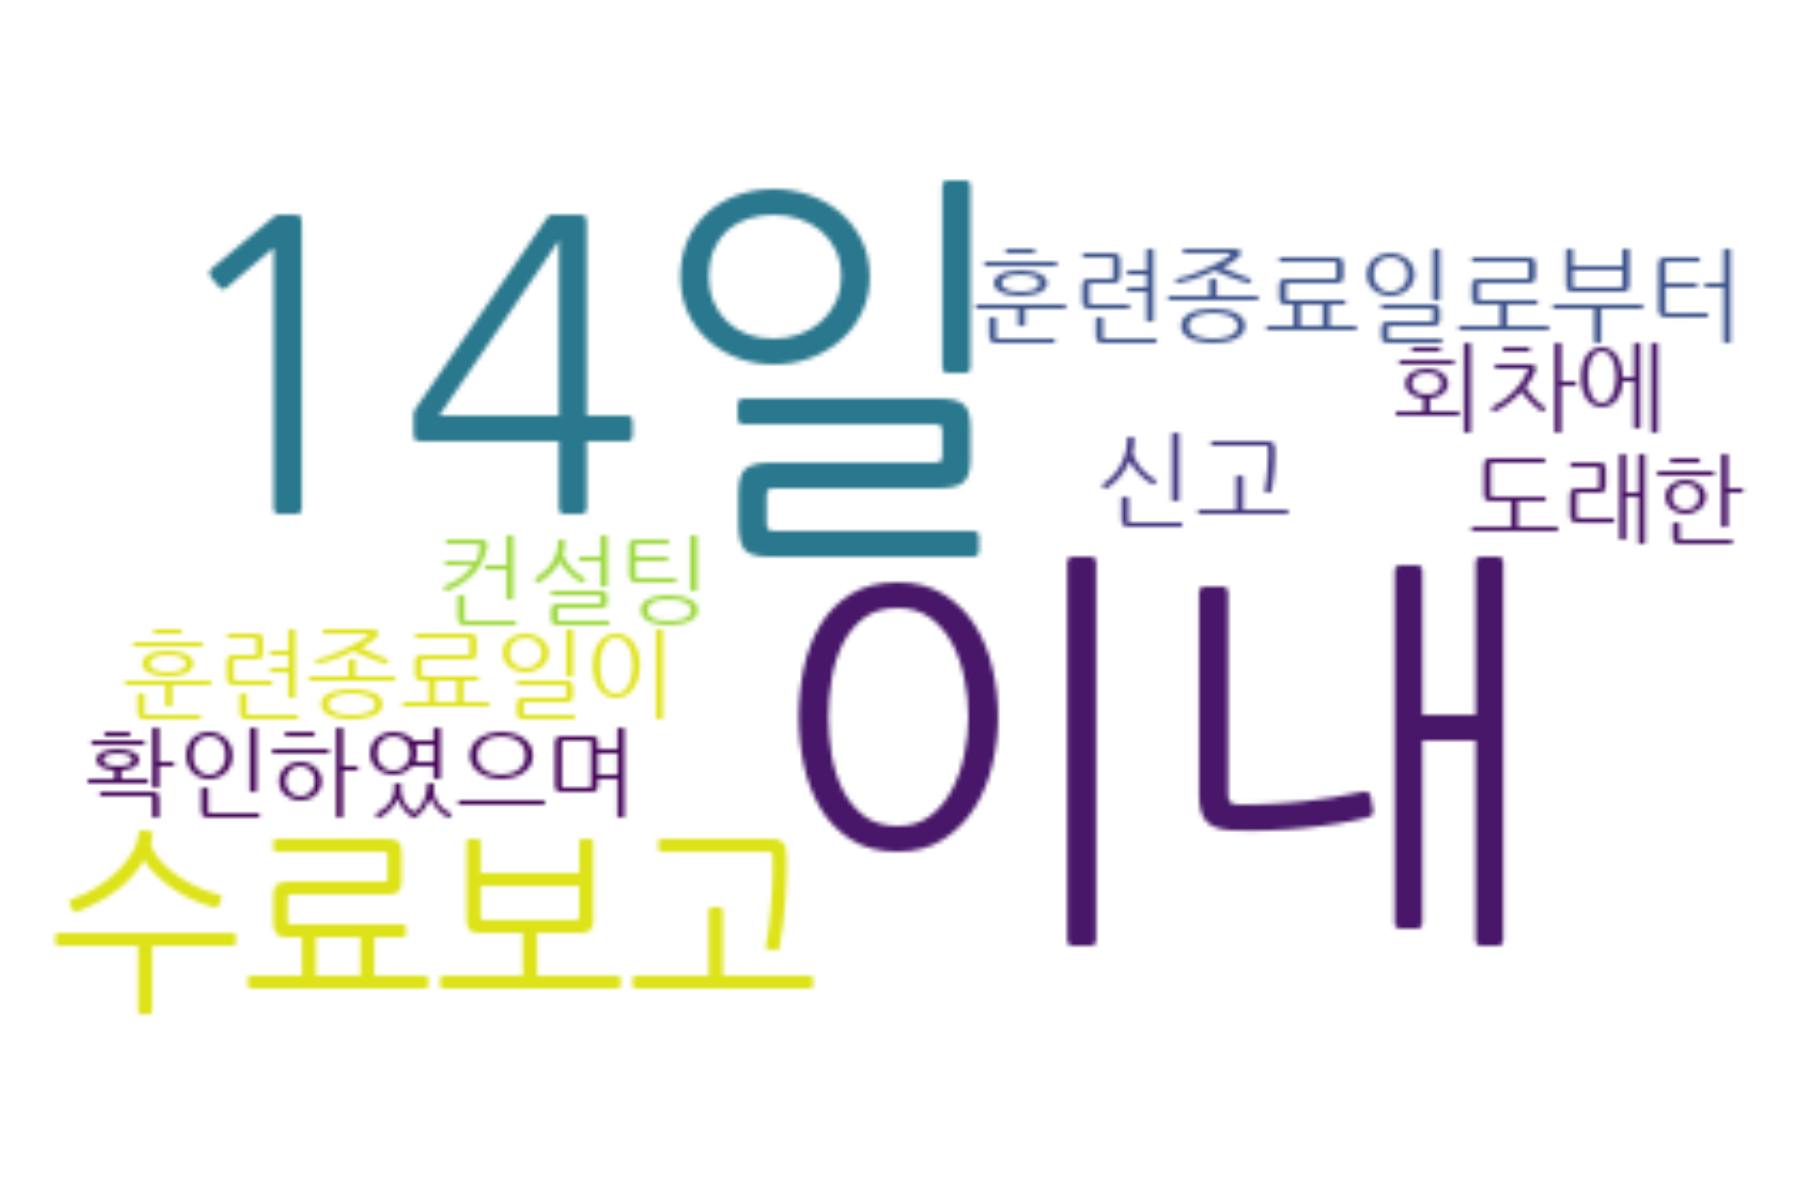 14일
훈련종료일로부터
회차에
신고
도래한
컨설팅
이내
훈련종료일이
확인하였으며
수료보고